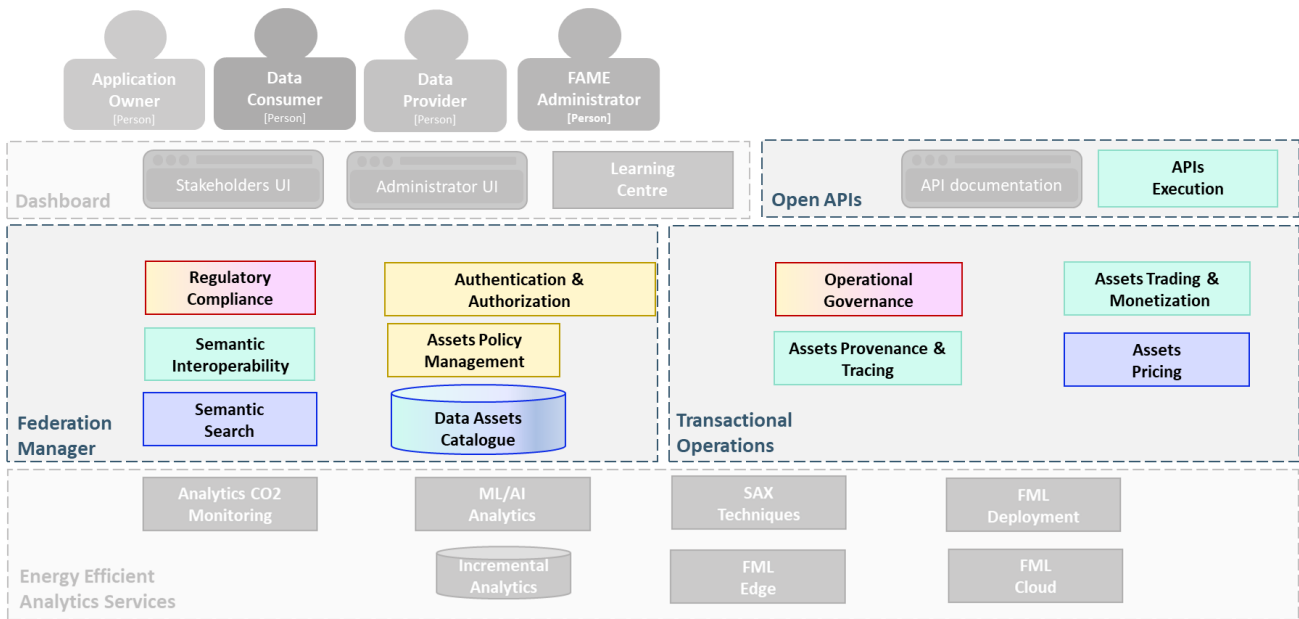 Application
Owner
[Person]
Data
Consumer
[Person]
Data
Provider
[Person]
FAME
Administrator
[Person]
Dashboard
Stakeholders UI
Administrator UI
Learning
Centre
Open APIs
API documentation
APIs
Execution
Regulatory
Compliance
Authentication &
Authorization
Semantic
Interoperability
Assets Policy
Management
Semantic
Search
Data Assets
Catalogue
Federation
Manager
Operational
Governance
Assets Trading &
Monetization
Assets Provenance &
Tracing
Assets
Pricing
Transactional
Operations
Analytics CO2
Monitoring
ML/AI
Analytics
SAX
Techniques
FML
Deployment
Incremental
Analytics
FML
Edge
FML
Cloud
Energy Efficient
Analytics Services